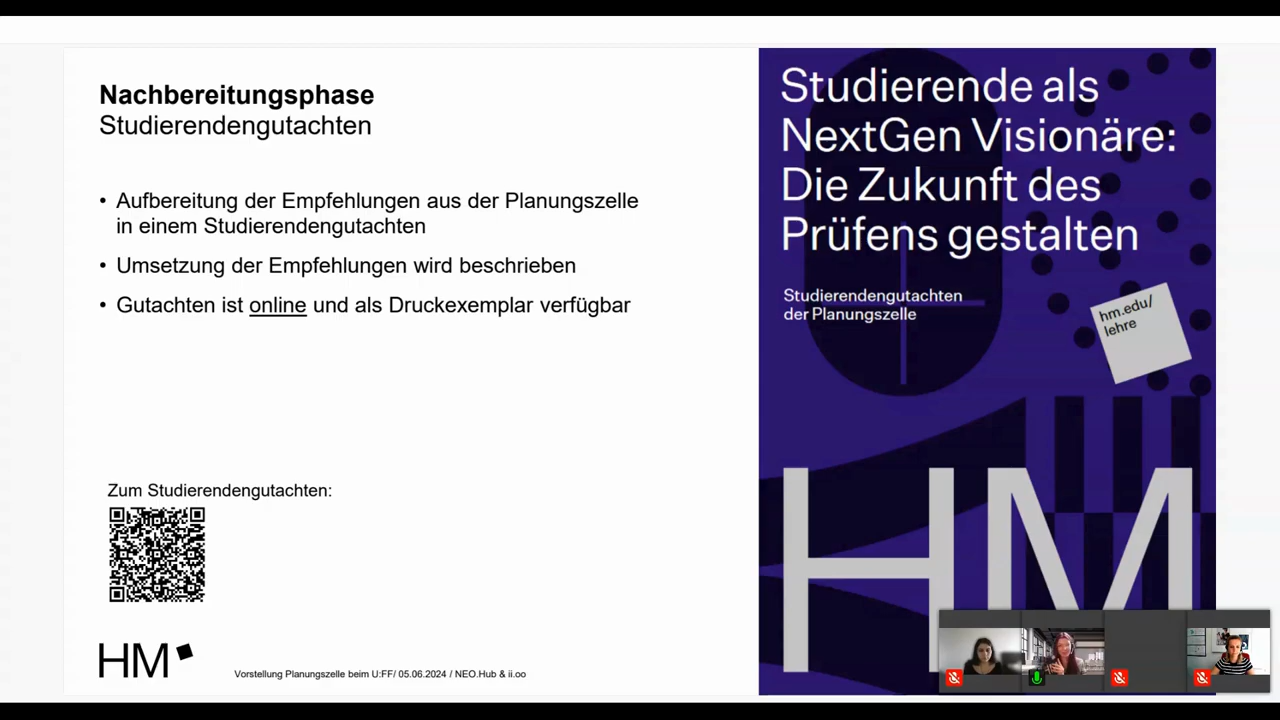 Nachbereitungsphase
Studierendengutachten
• Aufbereitung der Empfehlungen aus der Planungszelle
in einem Studierendengutachten
• Umsetzung der Empfehlungen wird beschrieben
• Gutachten ist online und als Druckexemplar verfügbar
Zum Studierendengutachten:
HM
Vorstellung Planungszelle beim U:FF/ 05.06.2024 / NEO.Hub & ii.oo
Studierende als
NextGen Visionäre:
Die Zukunft des
Prüfens gestalten
Studierendengutachten
der Planungszelle
hm.edu/
lehre
HM